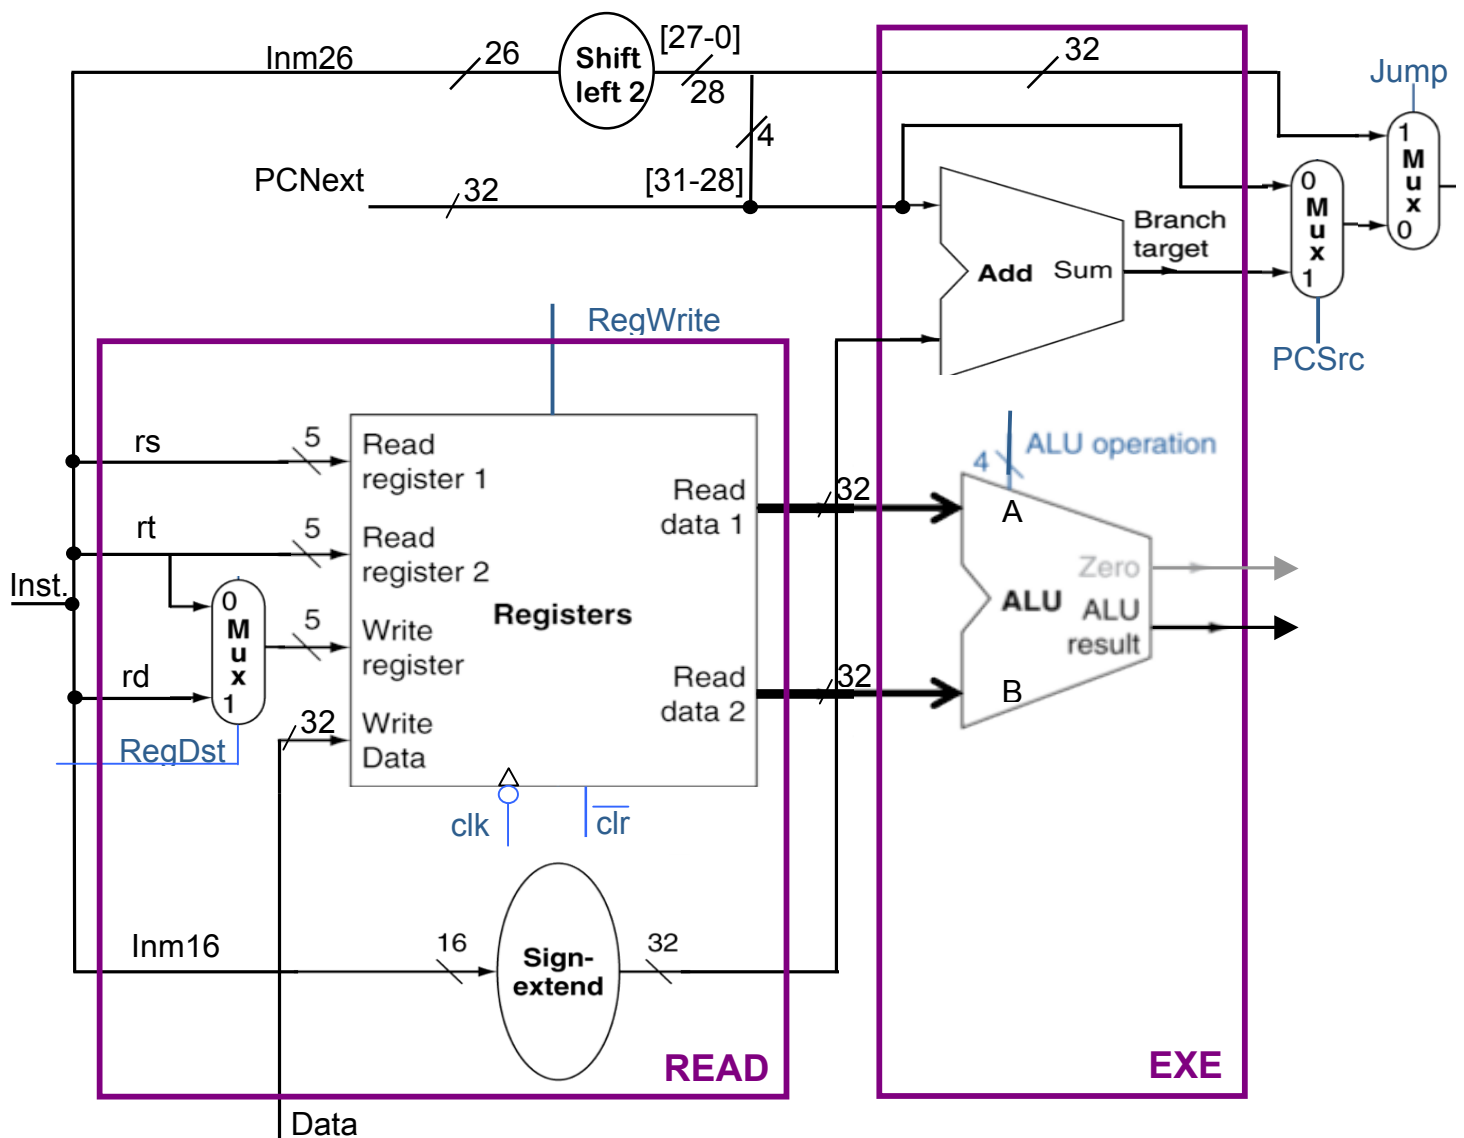 Inm26
26
Shift
left 2
[27-0]
28
32
Jump
4
1
M
u
x
0
PCNext
32
[31-28]
0
M
u
x
1
Branch
target
Add
Sum
RegWrite
PCSrc
rs
5
Read
register 1
Read
data 1
32
4
ALU operation
A
rt
5
Read
register 2
Zero
Inst.
0
M
u
x
1
5
Write
register
Registers
ALU
ALU
result
rd
Read
data 2
32
B
RegDst
32
Write
Data
clk
clr
Inm16
16
Sign-
extend
32
READ
EXE
Data